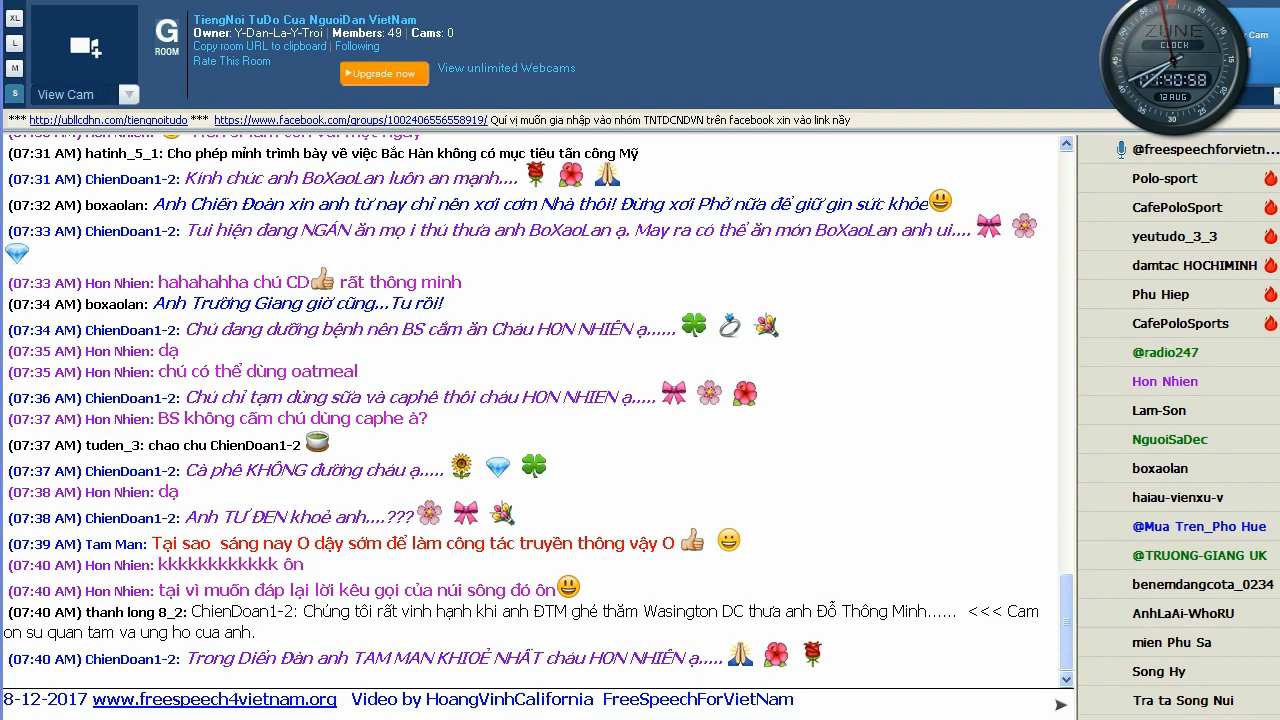 XL
L
M
S
View Cam
G
ROOM
TiengNoi TuDo Cua NguoiDan VietNam
Owner: Y-Dan-La-Y-Troi | Members: 49 | Cams: 0
Copy room URL to clipboard | Following
Rate This Room
Upgrade now
View unlimited Webcams
Cam
ZUNE
CLOCK
07:40:58
12 AUG
*** http://ubllcdhn.com/tiengnoitudo *** https://www.facebook.com/groups/1002406556558719/ Quí vị muốn gia nhập vào nhóm TNTDCNDVN trên facebook xin vào link này
(07:31 AM) hatinh_5_1: Cho phép mỉnh trình bày về việc Bắc Hàn không có mục tiêu tấn công Mỹ
(07:31 AM) ChienDoan1-2: Kính chúc anh BoXaoLan luôn an mạnh....
(07:32 AM) boxaolan: Anh Chiến Đoàn xin anh từ nay chỉ nên xơi cơm Nhà thôi! Đừng xơi Phở nữa để giữ gìn sức khỏe
(07:33 AM) ChienDoan1-2: Tui hiện đang NGÁN ăn mọ i thứ thưa anh BoXaoLan ạ. May ra có thể ăn món BoXaoLan anh ui....
(07:33 AM) Hon Nhien: hahahahha chú CD rất thông minh
(07:34 AM) boxaolan: Anh Trường Giang giờ cũng...Tu rồi!
(07:34 AM) ChienDoan1-2: Chú đang dưỡng bệnh nên BS cấm ăn Cháu HON NHIÊN ạ......
(07:35 AM) Hon Nhien: dạ
(07:35 AM) Hon Nhien: chú có thể dùng oatmeal
(07:36 AM) ChienDoan1-2: Chú chỉ tạm dùng sữa và caphê thôi cháu HON NHIEN ạ.....
(07:37 AM) Hon Nhien: BS không cấm chú dùng caphe à?
(07:37 AM) tuden_3: chao chu ChienDoan1-2
(07:37 AM) ChienDoan1-2: Cà phê KHÔNG đường cháu ạ.....
(07:38 AM) Hon Nhien: dạ
(07:38 AM) ChienDoan1-2: Anh TƯ ĐEN khoẻ anh....???
(07:39 AM) Tam Man: Tại sao sáng nay O dậy sớm để làm công tác truyền thông vậy O
(07:40 AM) Hon Nhien: kkkkkkkkkkkk ôn
(07:40 AM) Hon Nhien: tại vì muốn đáp lại lời kêu gọi của núi sông đó ôn
(07:40 AM) thanh long 8_2: ChienDoan1-2: Chúng tôi rất vinh hạnh khi anh ĐTM ghé thăm Wasington DC thưa anh Đỗ Thông Minh...... <<< Cam
on su quan tam va ung ho cua anh.
(07:40 AM) ChienDoan1-2: Trong Diển Đàn anh TAM MAN KHIOẺ NHẤT cháu HON NHIÊN ạ.....
8-12-2017 www.freespeech4vietnam.org Video by HoangVinhCalifornia FreeSpeechForVietNam
@freespeechforvietn...
Polo-sport
CafePoloSport
yeutudo_3_3
damtac HOCHIMINH
Phu Hiep
CafePoloSports
@radio247
Hon Nhien
Lam-Son
NguoiSaDec
boxaolan
haiau-vienxu-v
@Mua Tren_Pho Hue
@TRUONG-GIANG UK
benemdangcota_0234
AnhLaAi-WhoRU
mien Phu Sa
Song Hy
Tra ta Song Nui